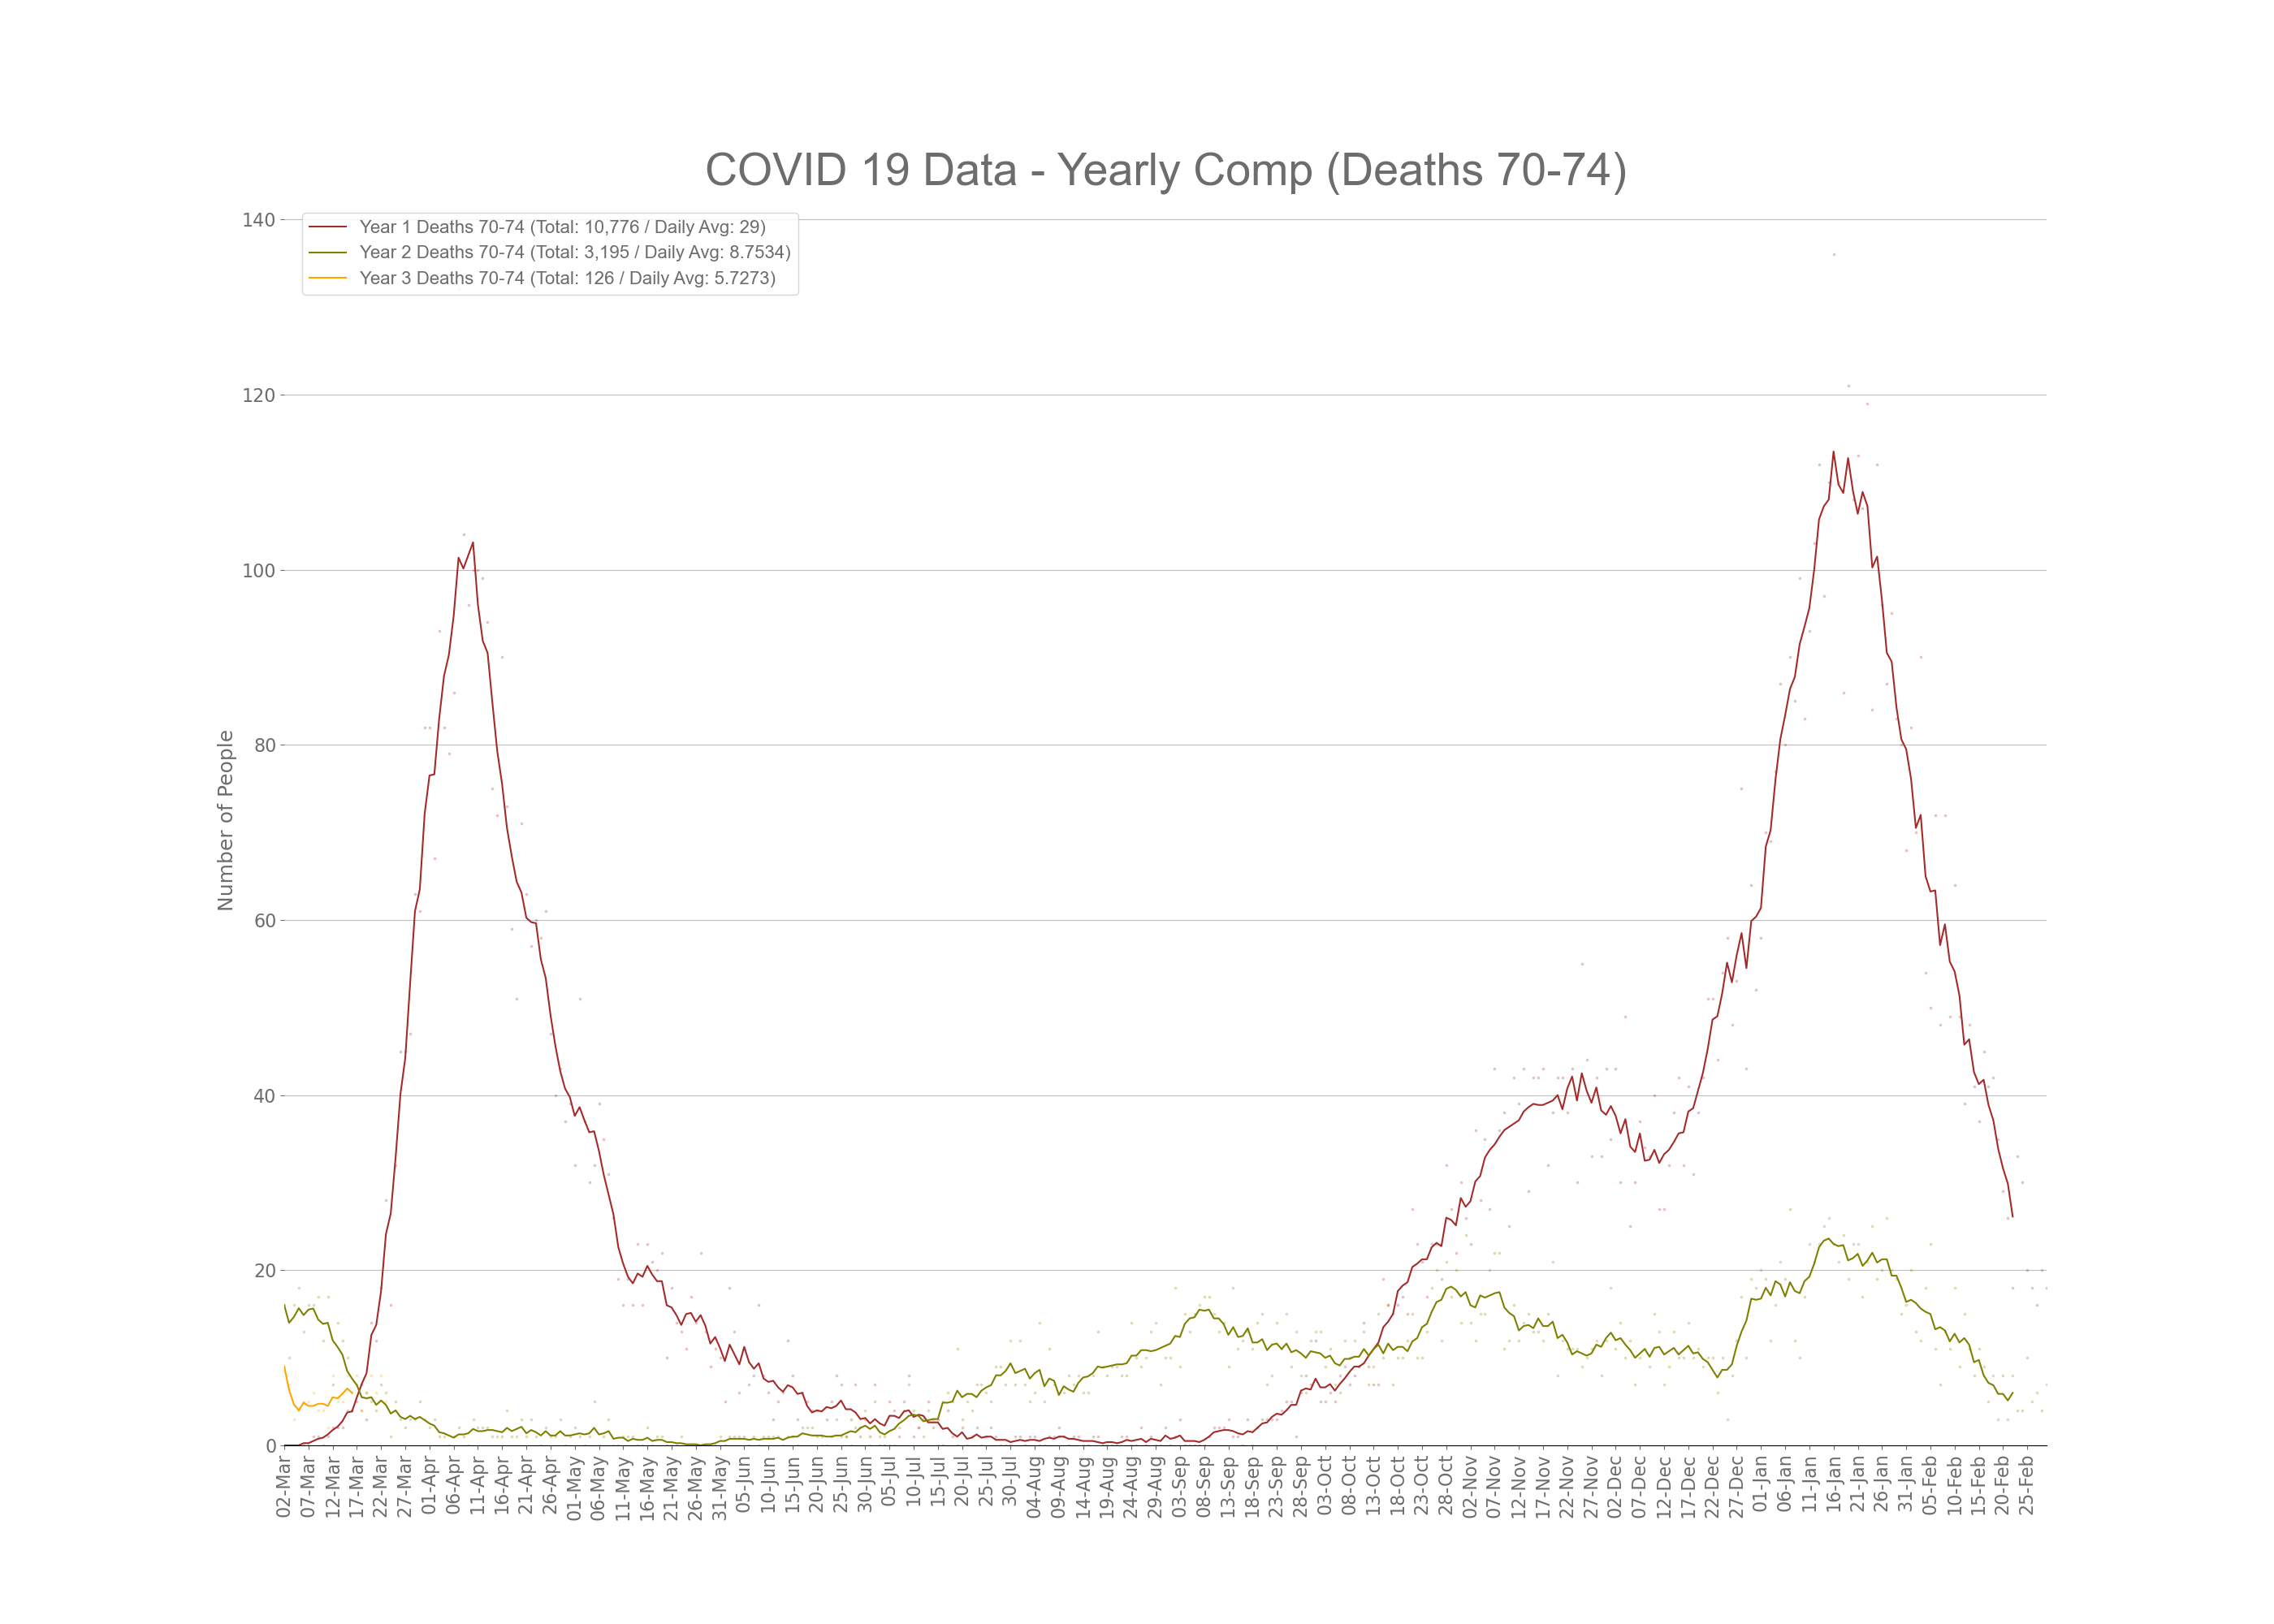 COVID 19 Data - Yearly Comp (Deaths 70-74)
Year 1 Deaths 70-74 (Total: 10,776 / Daily Avg: 29)
Year 2 Deaths 70-74 (Total: 3,195 / Daily Avg: 8.7534)
Year 3 Deaths 70-74 (Total: 126 / Daily Avg: 5.7273)
Number of People
140
120
100
80
60
40
20
0
02-Mar
07-Mar
12-Mar
17-Mar
22-Mar
27-Mar
01-Apr
06-Apr
11-Apr
16-Apr
21-Apr
26-Apr
01-May
06-May
11-May
16-May
21-May
26-May
31-May
05-Jun
10-Jun
15-Jun
20-Jun
25-Jun
30-Jun
05-Jul
10-Jul
15-Jul
20-Jul
25-Jul
30-Jul
04-Aug
09-Aug
14-Aug
19-Aug
24-Aug
29-Aug
03-Sep
08-Sep
13-Sep
18-Sep
23-Sep
28-Sep
03-Oct
08-Oct
13-Oct
18-Oct
23-Oct
28-Oct
02-Nov
07-Nov
12-Nov
17-Nov
22-Nov
27-Nov
02-Dec
07-Dec
12-Dec
17-Dec
22-Dec
27-Dec
01-Jan
06-Jan
11-Jan
16-Jan
21-Jan
26-Jan
31-Jan
05-Feb
10-Feb
15-Feb
20-Feb
25-Feb